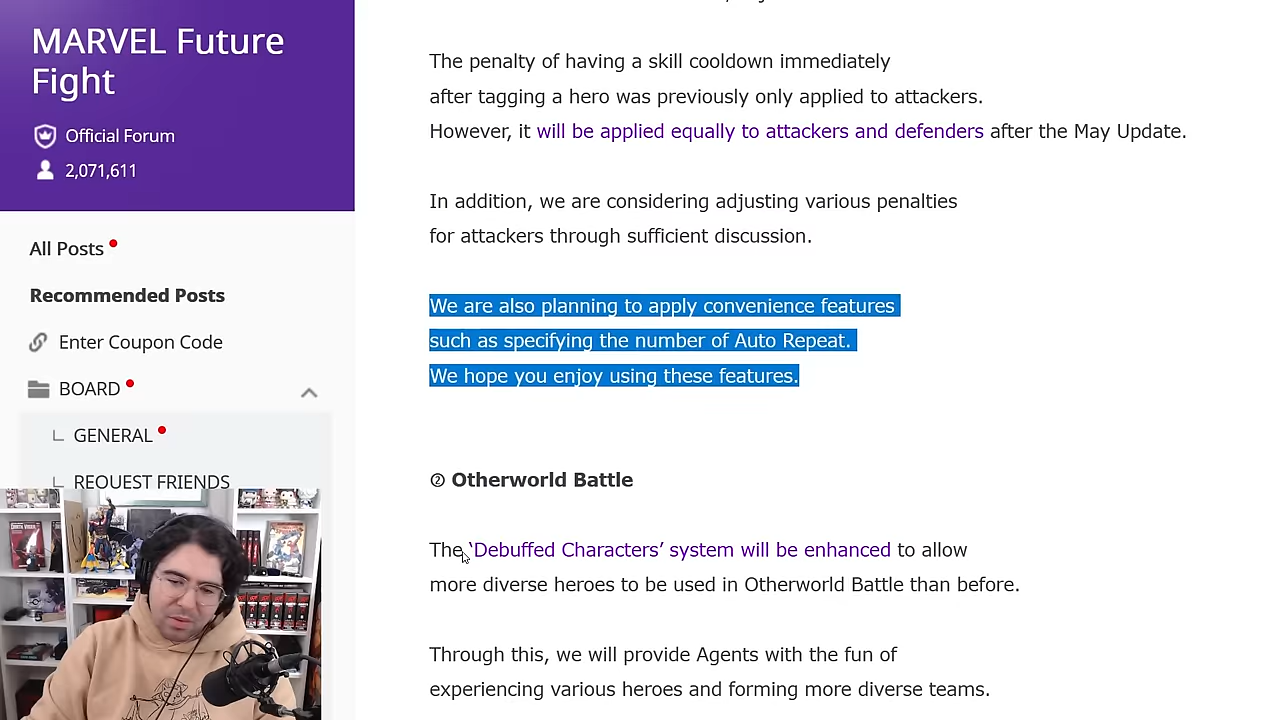 MARVEL Future
Fight
Official Forum
2,071,611
All Posts
Recommended Posts
Enter Coupon Code
BOARD
GENERAL
REQUEST FRIENDS
The penalty of having a skill cooldown immediately
after tagging a hero was previously only applied to attackers.
However, it will be applied equally to attackers and defenders after the May Update.
In addition, we are considering adjusting various penalties
for attackers through sufficient discussion.
We are also planning to apply convenience features
such as specifying the number of Auto Repeat.
We hope you enjoy using these features.
② Otherworld Battle
The ‘Debuffed Characters’ system will be enhanced to allow
more diverse heroes to be used in Otherworld Battle than before.
Through this, we will provide Agents with the fun of
experiencing various heroes and forming more diverse teams.